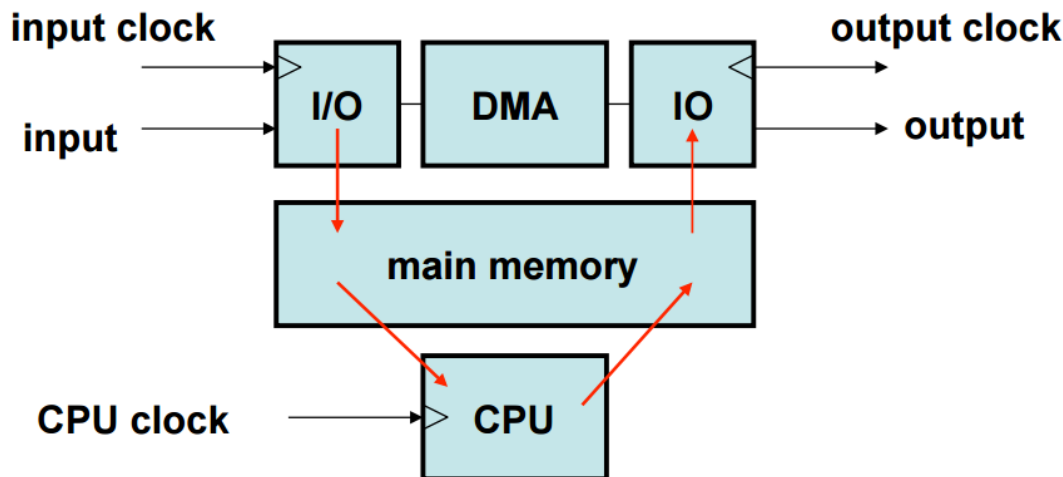 input clock
output clock
I/O
DMA
IO
input
output
main memory
CPU clock
CPU